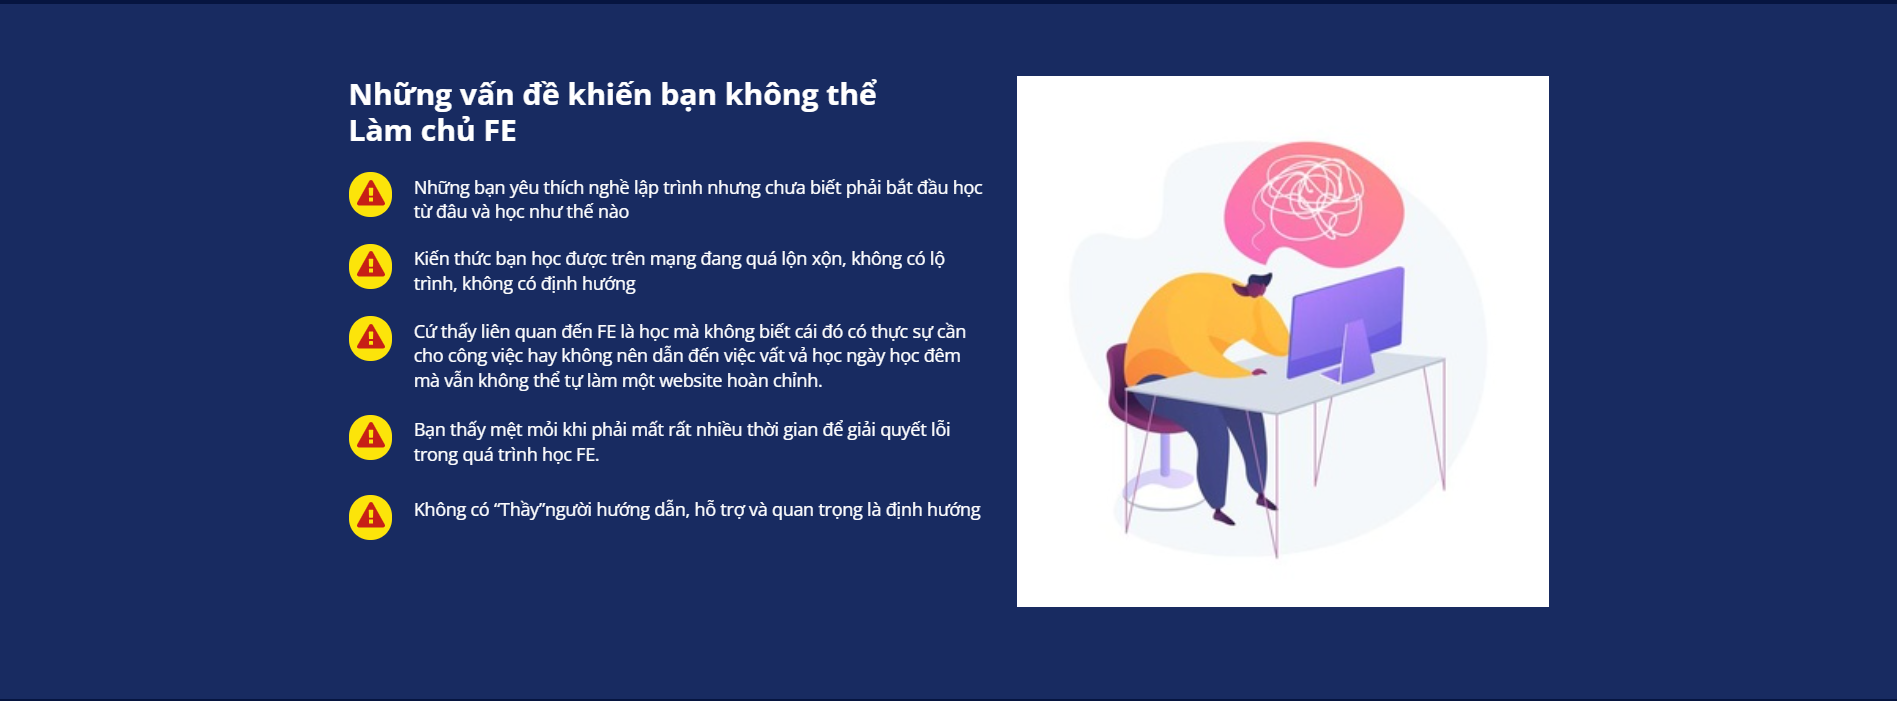 Những vấn đề khiến bạn không thể
Làm chủ FE
Những bạn yêu thích nghề lập trình nhưng chưa biết phải bắt đầu học
từ đâu và học như thế nào
Kiến thức bạn học được trên mạng đang quá lộn xộn, không có lộ
trình, không có định hướng
Cứ thấy liên quan đến FE là học mà không biết cái đó có thực sự cần
cho công việc hay không nên dẫn đến việc vất vả học ngày học đêm
mà vẫn không thể tự làm một website hoàn chỉnh.
Bạn thấy mệt mỏi khi phải mất rất nhiều thời gian để giải quyết lỗi
trong quá trình học FE.
Không có “Thầy”người hướng dẫn, hỗ trợ và quan trọng là định hướng